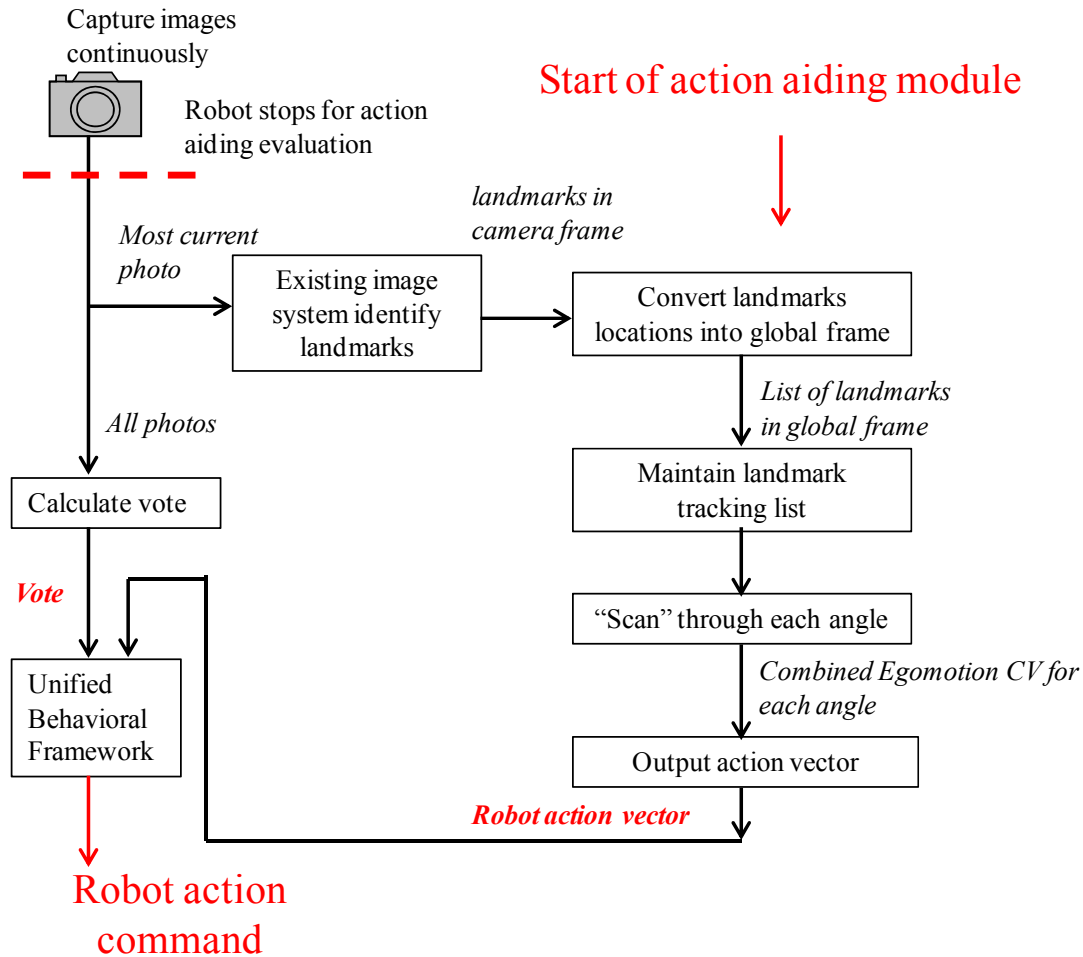 Capture images
continuously
Start of action aiding module
Robot stops for action
aiding evaluation
landmarks in
camera frame
Most current
photo
Existing image
system identify
landmarks
Convert landmarks
locations into global frame
List of landmarks
in global frame
All photos
Maintain landmark
tracking list
Calculate vote
Vote
“Scan” through each angle
Combined Egomotion CV for
each angle
Unified
Behavioral
Framework
Output action vector
Robot action vector
Robot action
command